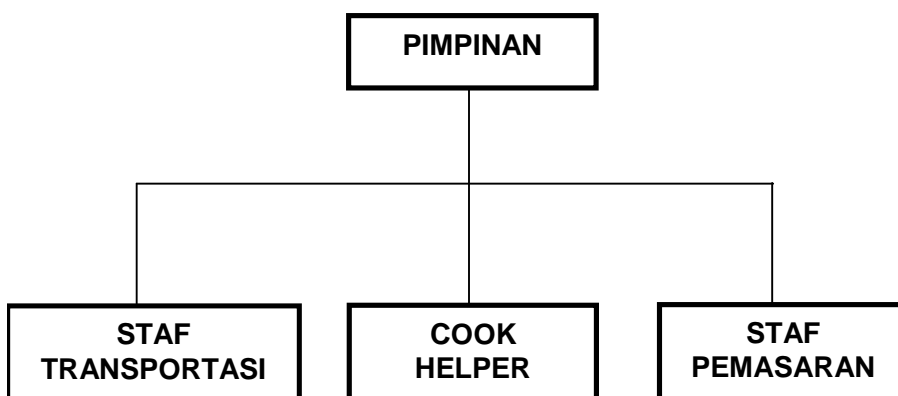 PIMPINAN
STAF
TRANSPORTASI
COOK
HELPER
STAF
PEMASARAN